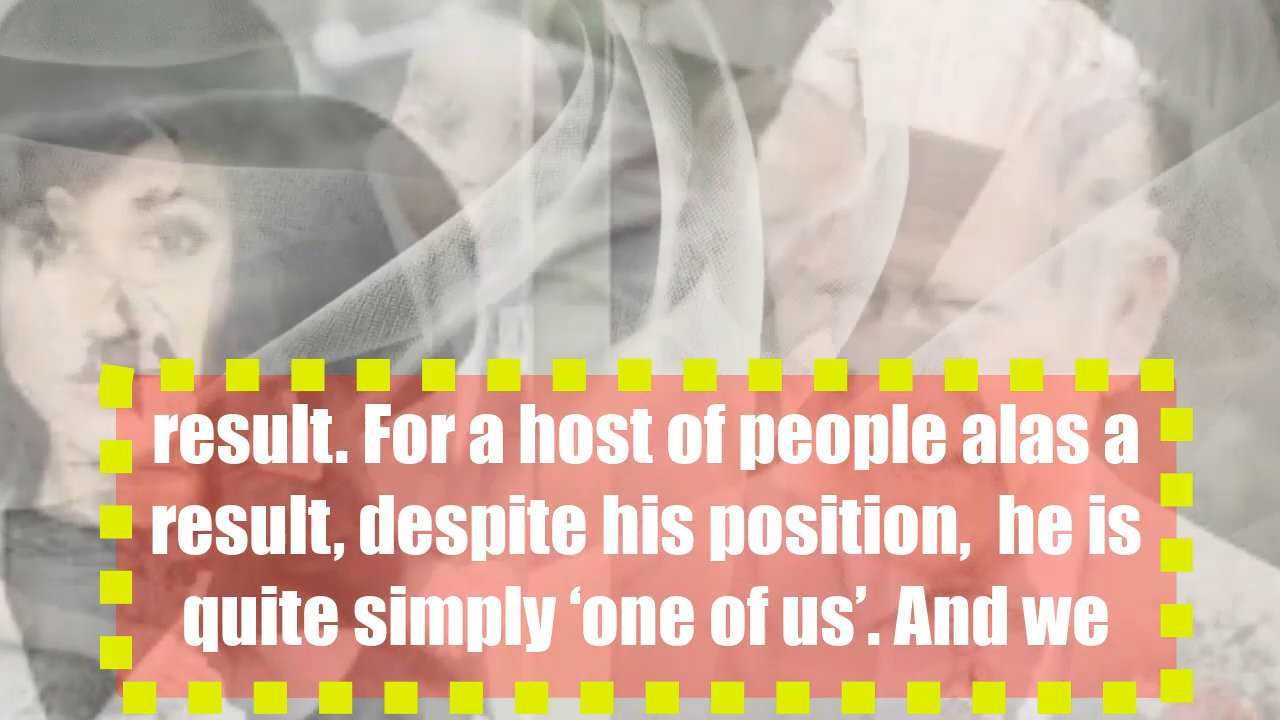 result. For a host of people alas a
result, despite his position,  he is
quite simply ‘one of us’. And we